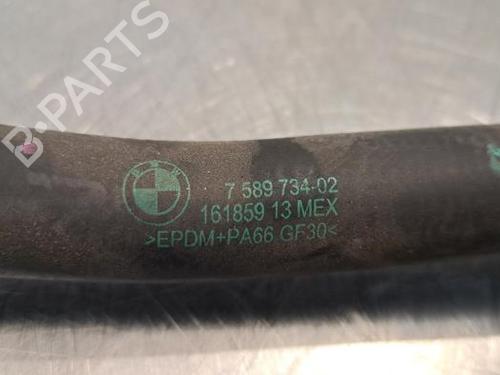 B-PARTS
BMW
7 589 734-02
161859 13 MEX
>EPDM+PA66 GF30<